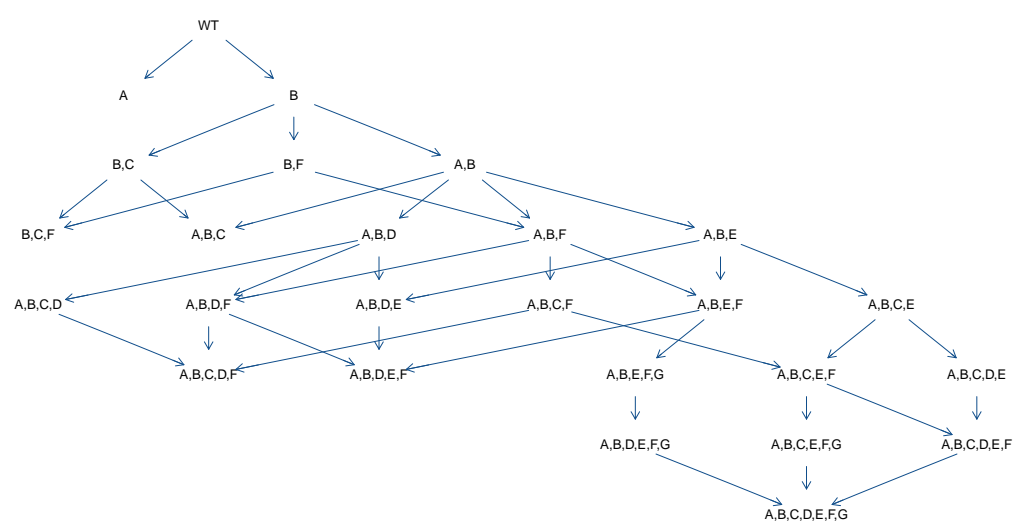 WT
A
B
B,C
B,F
A,B
B,C,F
A,B,C
A,B,D
A,B,F
A,B,E
A,B,C,D
A,B,D,F
A,B,D,E
A,B,C,F
A,B,E,F
A,B,C,E
A,B,C,D,F
A,B,D,E,F
A,B,E,F,G
A,B,C,E,F
A,B,C,D,E
A,B,D,E,F,G
A,B,C,E,F,G
A,B,C,D,E,F
A,B,C,D,E,F,G